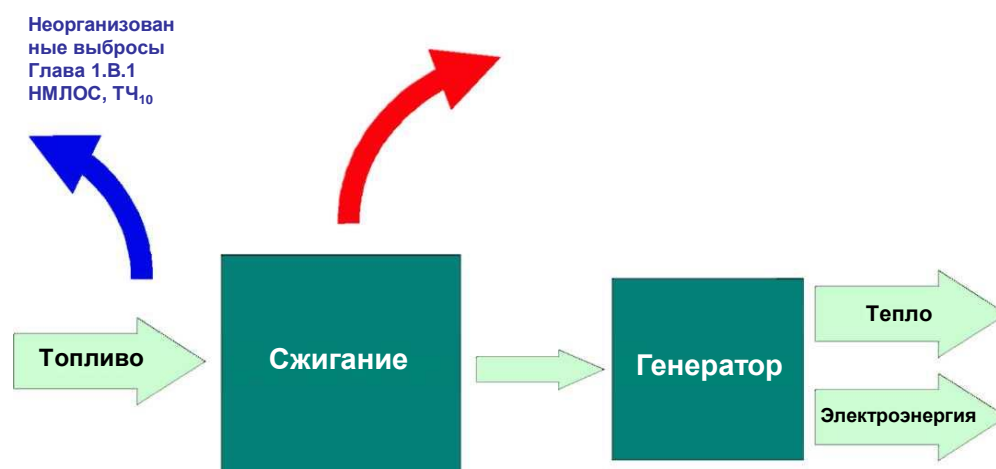 Неорганизован
ные выбросы
Глава 1.B.1
НМЛОС, ТЧ₁₀
Топливо
Сжигание
Генератор
Тепло
Электроэнергия